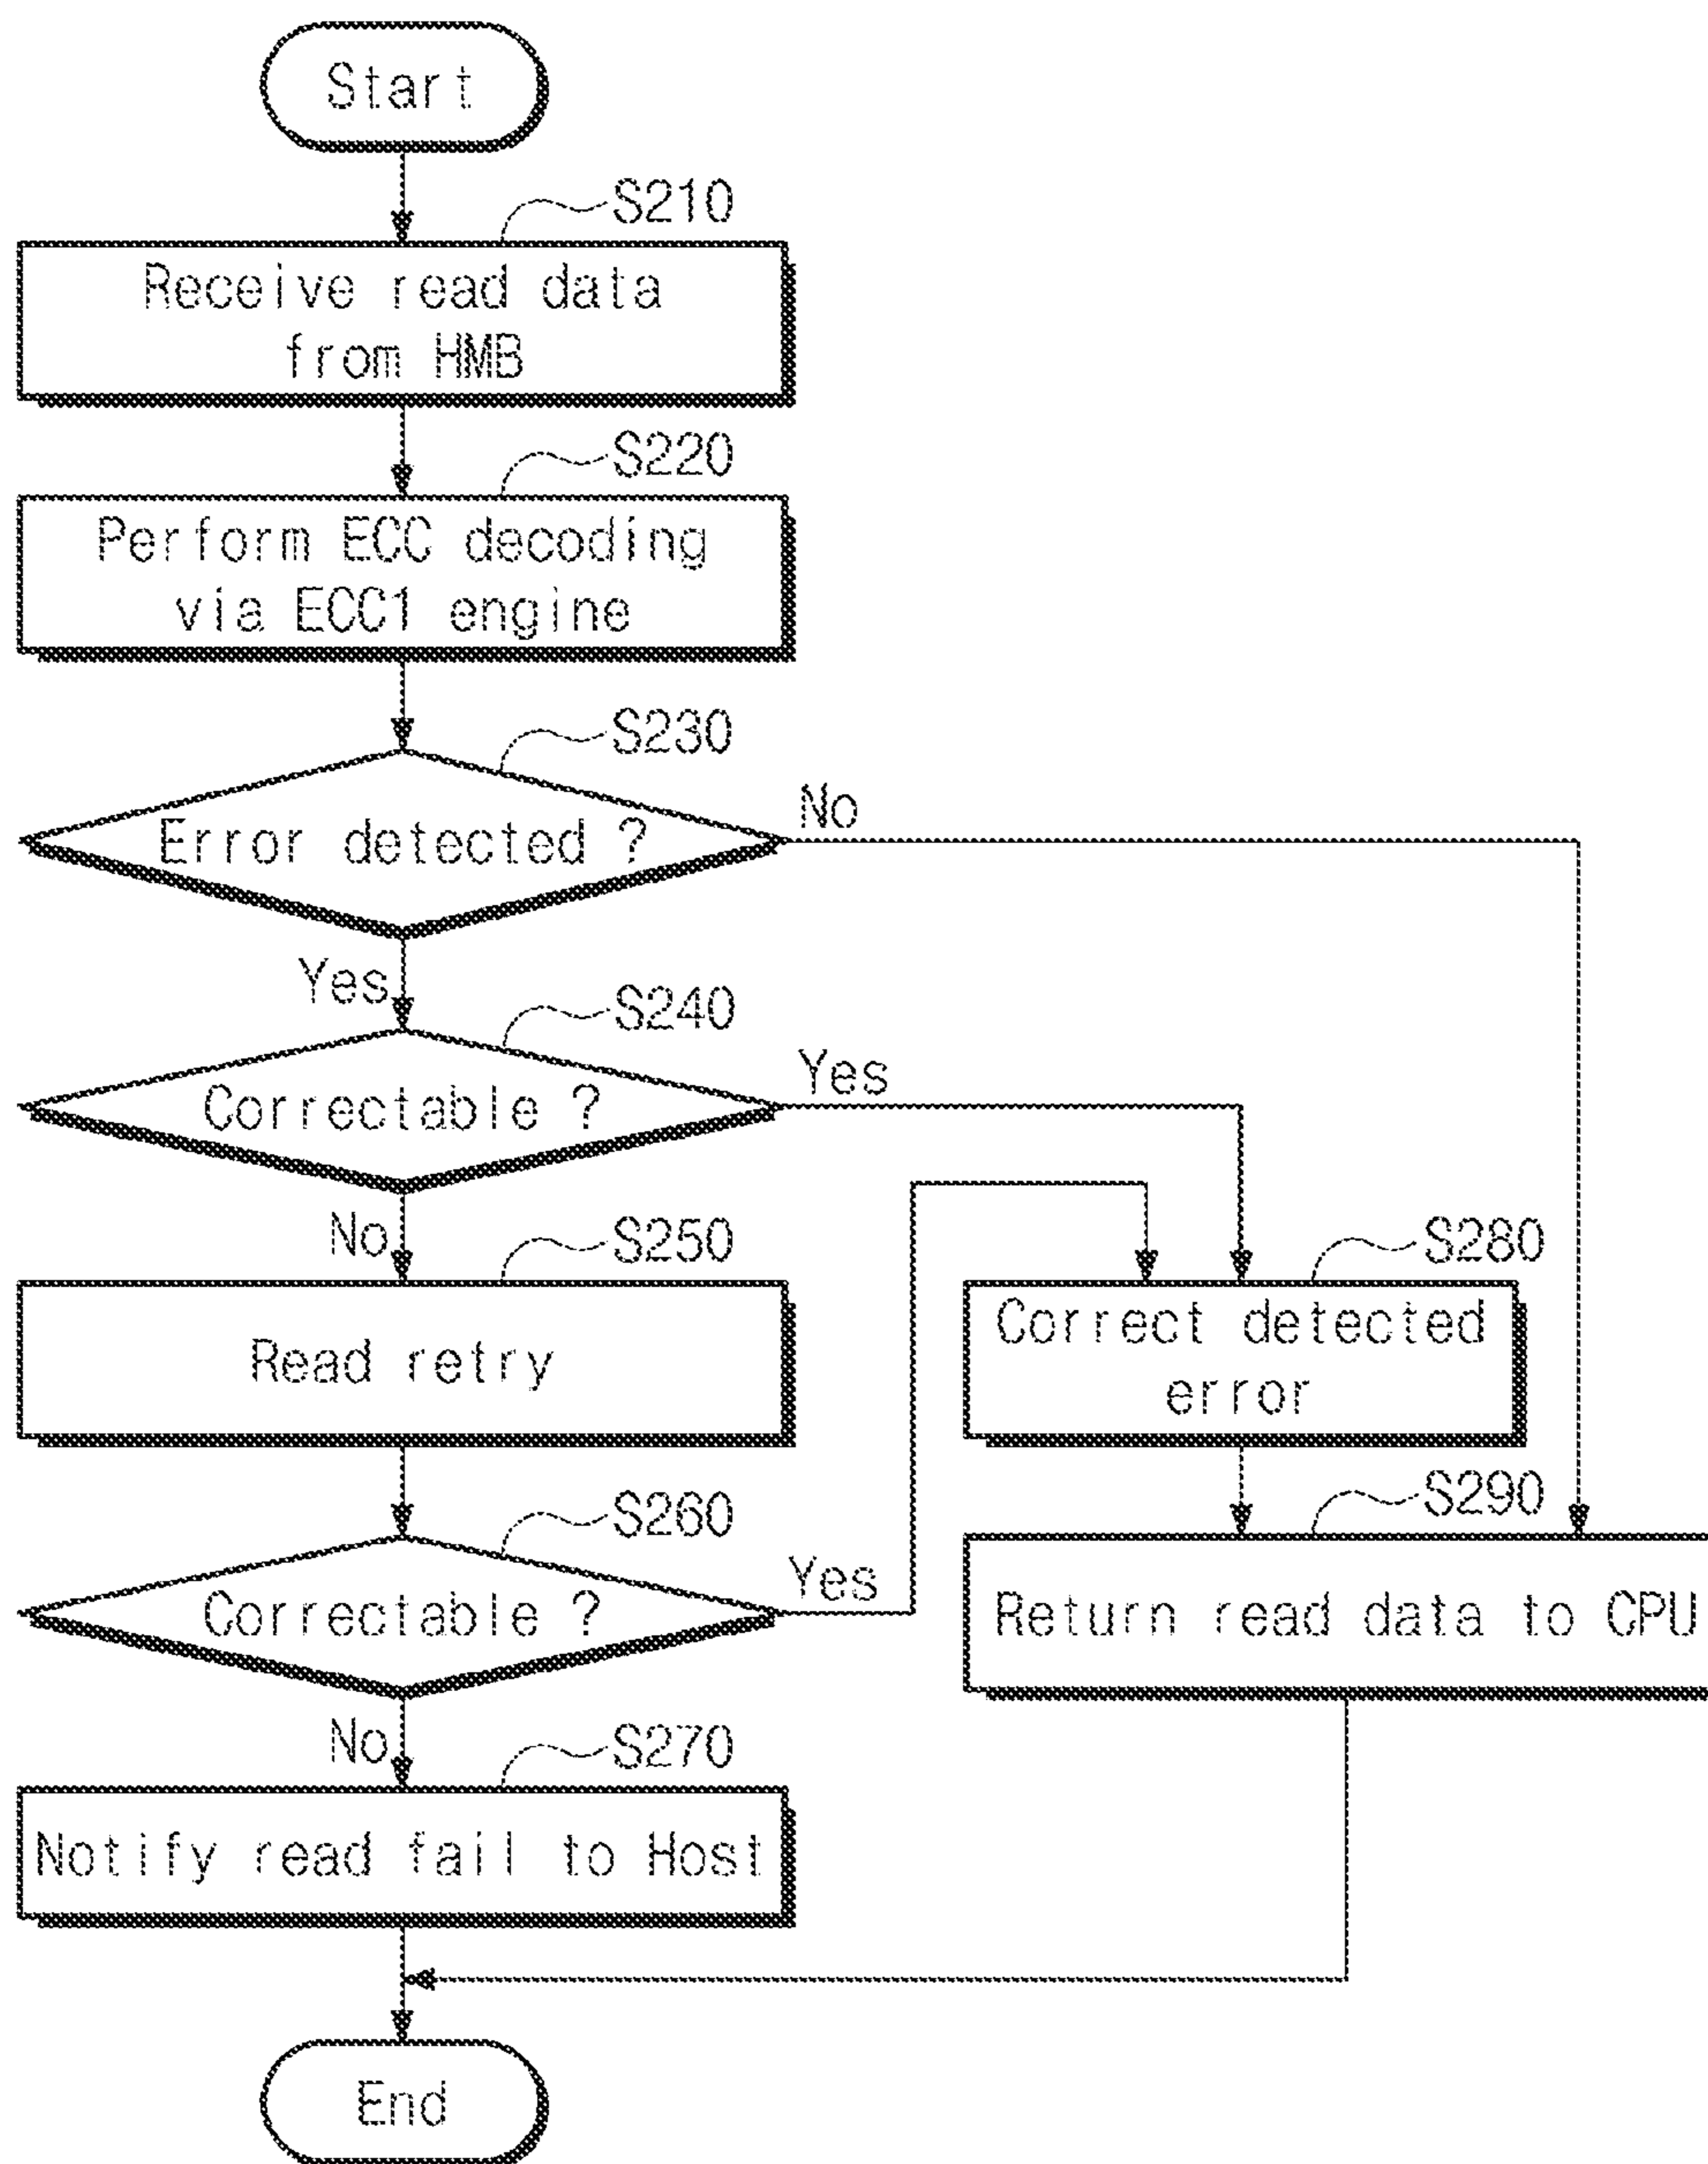 Start
S210
Receive read data
from HMB
S220
Perform ECC decoding
via ECC1 engine
S230
Error detected ?
No
Yes
S240
Correctable ?
Yes
No
S250
Read retry
S280
Correct detected
error
S260
Correctable ?
Yes
S290
Return read data to CPU
No
S270
Notify read fail to Host
End